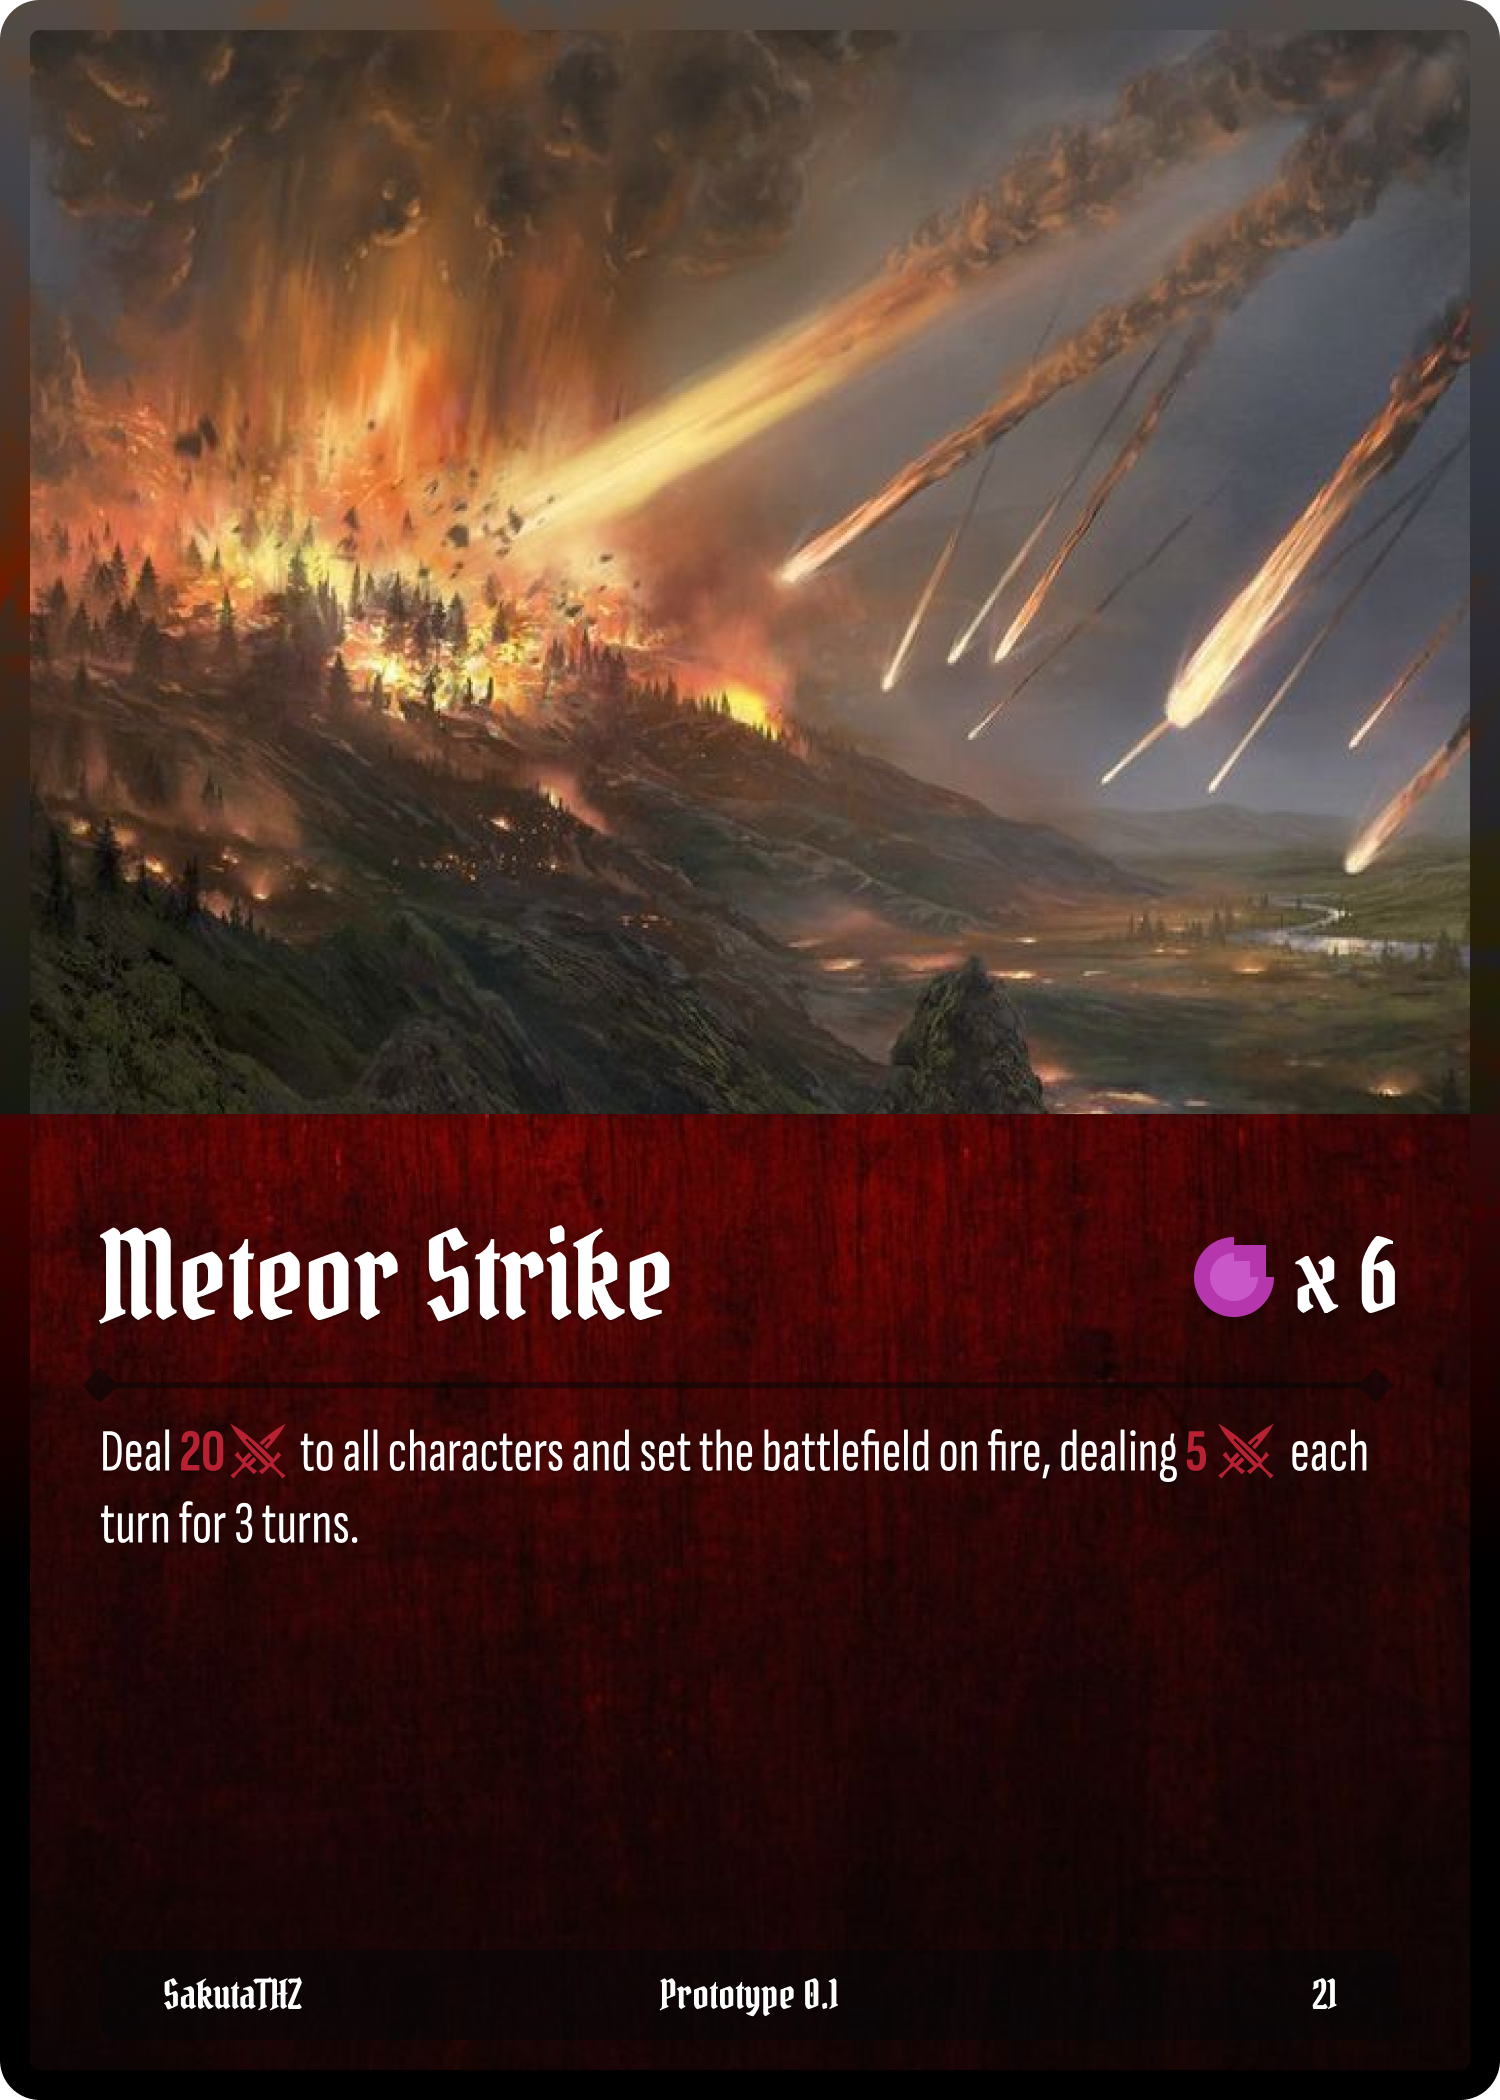 Meteor Strike
x 6
Deal 20 to all characters and set the battlefield on fire, dealing 5 each
turn for 3 turns.
SakutaTHZ
Prototype 0.1
21